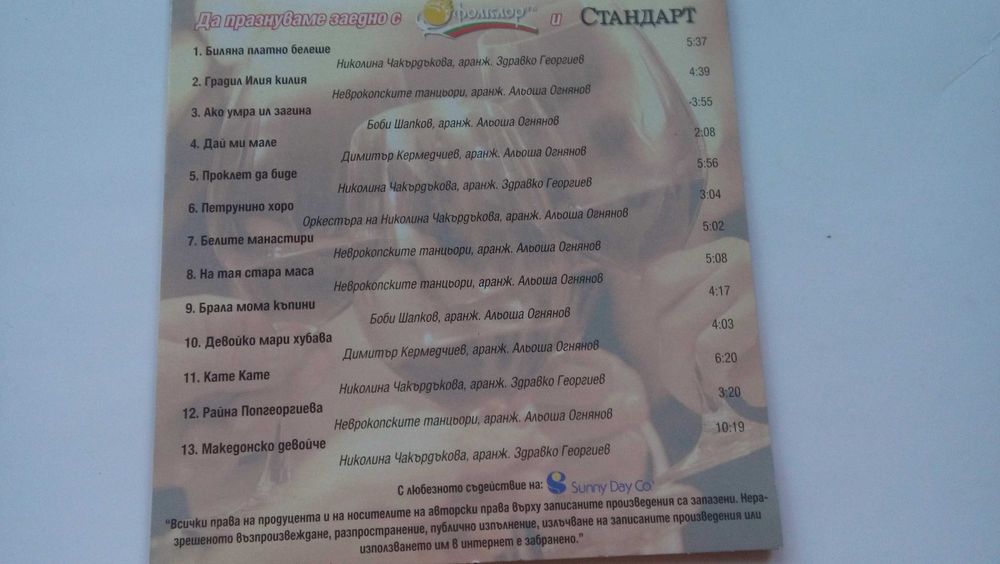 Да празнуваме заедно с фолклор TV и СТАНДАРТ
1. Биляна платно белеше 5:37
Николина Чакърдъкова, аранж. Здравко Георгиев
2. Градил Илия килия 4:39
Неврокопските танцьори, аранж. Альоша Огнянов
3. Ако умра ил загина -3:55
Боби Шапков, аранж. Альоша Огнянов
4. Дай ми мале 2:08
Димитър Кермедчиев, аранж. Альоша Огнянов
5. Проклет да биде 5:56
Николина Чакърдъкова, аранж. Здравко Георгиев
6. Петрунино хоро 3:04
Оркестъра на Николина Чакърдъкова, аранж. Альоша Огнянов
7. Белите манастири 5:02
Неврокопските танцьори, аранж. Альоша Огнянов
8. На тая стара маса 5:08
Неврокопските танцьори, аранж. Альоша Огнянов
9. Брала мома къпини 4:17
Боби Шапков, аранж. Альоша Огнянов
10. Девойко мари хубава 4:03
Димитър Кермедчиев, аранж. Альоша Огнянов
11. Кате Кате 6:20
Николина Чакърдъкова, аранж. Здравко Георгиев
12. Райна Попгеоргиева 3:20
Неврокопските танцьори, аранж. Альоша Огнянов
13. Македонско девойче 10:19
Николина Чакърдъкова, аранж. Здравко Георгиев
С любезното съдействие на: Sunny Day Co
"Всички права на продуцента и на носителите на авторски права върху записаните произведения са запазени. Нера-
зрешеното възпроизвеждане, разпространение, публично изпълнение, излъчване на записаните произведения или
използването им в интернет е забранено."